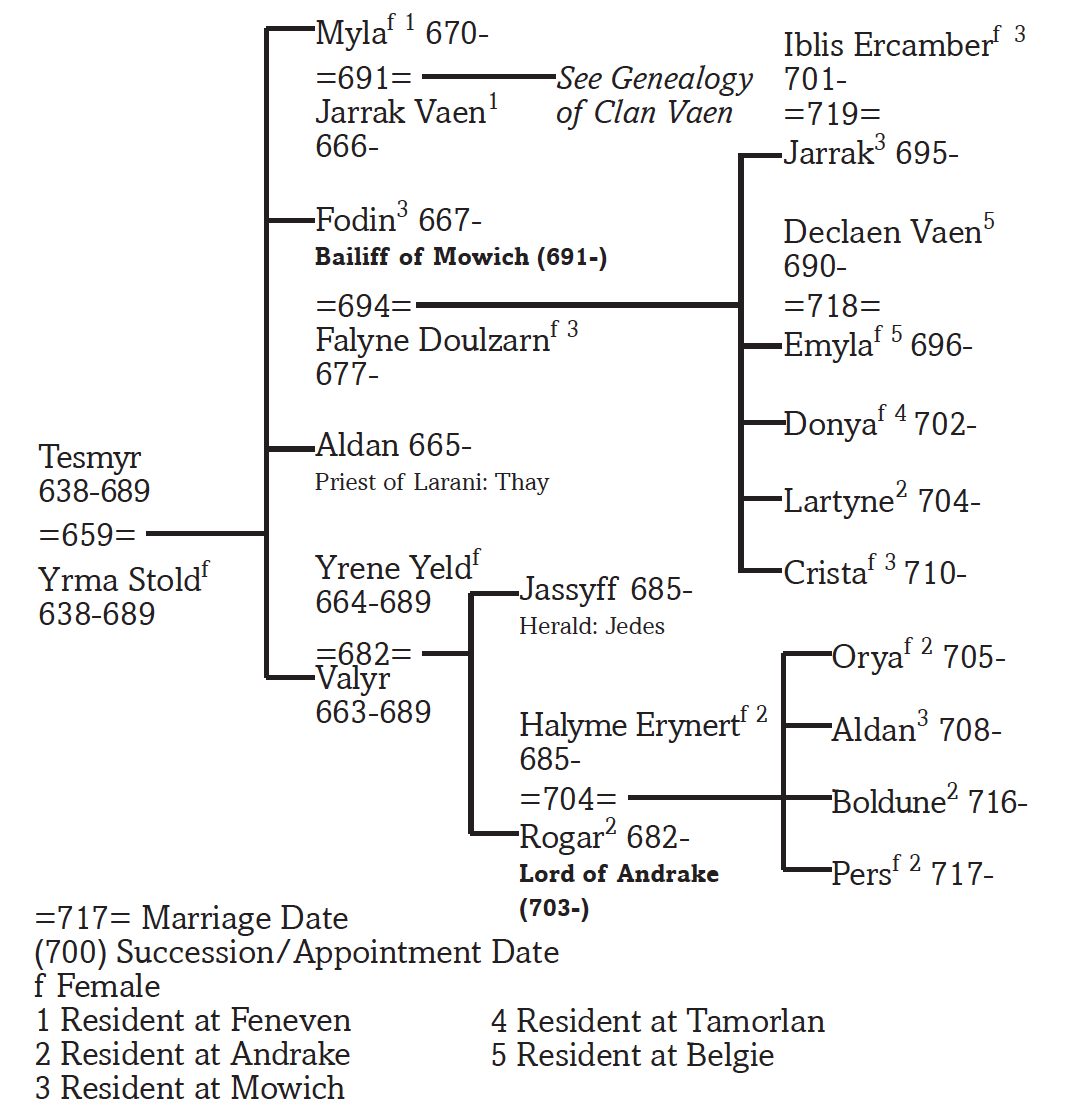 Myla^f 1 670-
=691=
Jarrak Vaen^1
666-
See Genealogy
of Clan Vaen
Fodin^3 667-
Bailiff of Mowich (691-)
=694=
Falyne Doulzarn^f 3
677-
Aldan 665-
Priest of Larani: Thay
Tesmyr
638-689
=659=
Yrma Stold^f
638-689
Yrene Yeld^f
664-689
=682=
Valyr
663-689
Iblis Ercamber^f 3
701-
=719=
Jarrak^3 695-
Declaen Vaen^5
690-
=718=
Emyla^f 5 696-
Donya^f 4 702-
Lartyne^2 704-
Crista^f 3 710-
Jassyff 685-
Herald: Jedes
Halyme Erynert^f 2
685-
=704=
Rogar^2 682-
Lord of Andrake
(703-)
Orya^f 2 705-
Aldan^3 708-
Boldune^2 716-
Pers^f 2 717-
=717= Marriage Date
(700) Succession/Appointment Date
f Female
1 Resident at Feneven
2 Resident at Andrake
3 Resident at Mowich
4 Resident at Tamorlan
5 Resident at Belgie